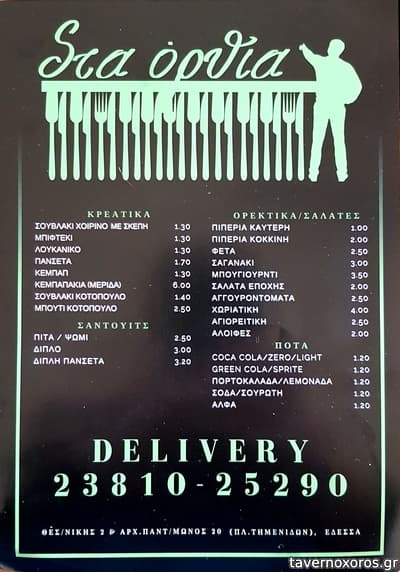 Στα όρθια
ΚΡΕΑΤΙΚΑ
ΣΟΥΒΛΑΚΙ ΧΟΙΡΙΝΟ ΜΕ ΣΚΕΠΗ 1.30
ΜΠΙΦΤΕΚΙ 1.30
ΛΟΥΚΑΝΙΚΟ 1.30
ΠΑΝΣΕΤΑ 1.70
ΚΕΜΠΑΠ 1.30
ΚΕΜΠΑΠΑΚΙΑ (ΜΕΡΙΔΑ) 6.00
ΣΟΥΒΛΑΚΙ ΚΟΤΟΠΟΥΛΟ 1.40
ΜΠΟΥΤΙ ΚΟΤΟΠΟΥΛΟ 2.50
ΣΑΝΤΟΥΙΤΣ
ΠΙΤΑ / ΨΩΜΙ 2.50
ΔΙΠΛΟ 3.00
ΔΙΠΛΗ ΠΑΝΣΕΤΑ 3.20
ΟΡΕΚΤΙΚΑ/ΣΑΛΑΤΕΣ
ΠΙΠΕΡΙΑ ΚΑΥΤΕΡΗ 1.00
ΠΙΠΕΡΙΑ ΚΟΚΚΙΝΗ 2.00
ΦΕΤΑ 2.50
ΣΑΓΑΝΑΚΙ 3.00
ΜΠΟΥΓΙΟΥΡΝΤΙ 3.50
ΣΑΛΑΤΑ ΕΠΟΧΗΣ 2.00
ΑΓΓΟΥΡΟΝΤΟΜΑΤΑ 2.50
ΧΩΡΙΑΤΙΚΗ 4.00
ΑΓΙΟΡΕΙΤΙΚΗ 2.50
ΑΛΟΙΦΕΣ 2.00
ΠΟΤΑ
COCA COLA/ZERO/LIGHT 1.20
GREEN COLA/SPRITE 1.20
ΠΟΡΤΟΚΑΛΑΔΑ/ΛΕΜΟΝΑΔΑ 1.20
ΣΟΔΑ/ΣΟΥΡΩΤΗ 1.20
ΑΛΦΑ 1.20
DELIVERY
23810-25290
ΘΕΣ/ΝΙΚΗΣ 2 & ΑΡΧ.ΠΑΝΤ/ΜΩΝΟΣ 20 (ΠΛ.ΤΗΜΕΝΙΔΩΝ), ΕΔΕΣΣΑ
tavernoxoros.gr